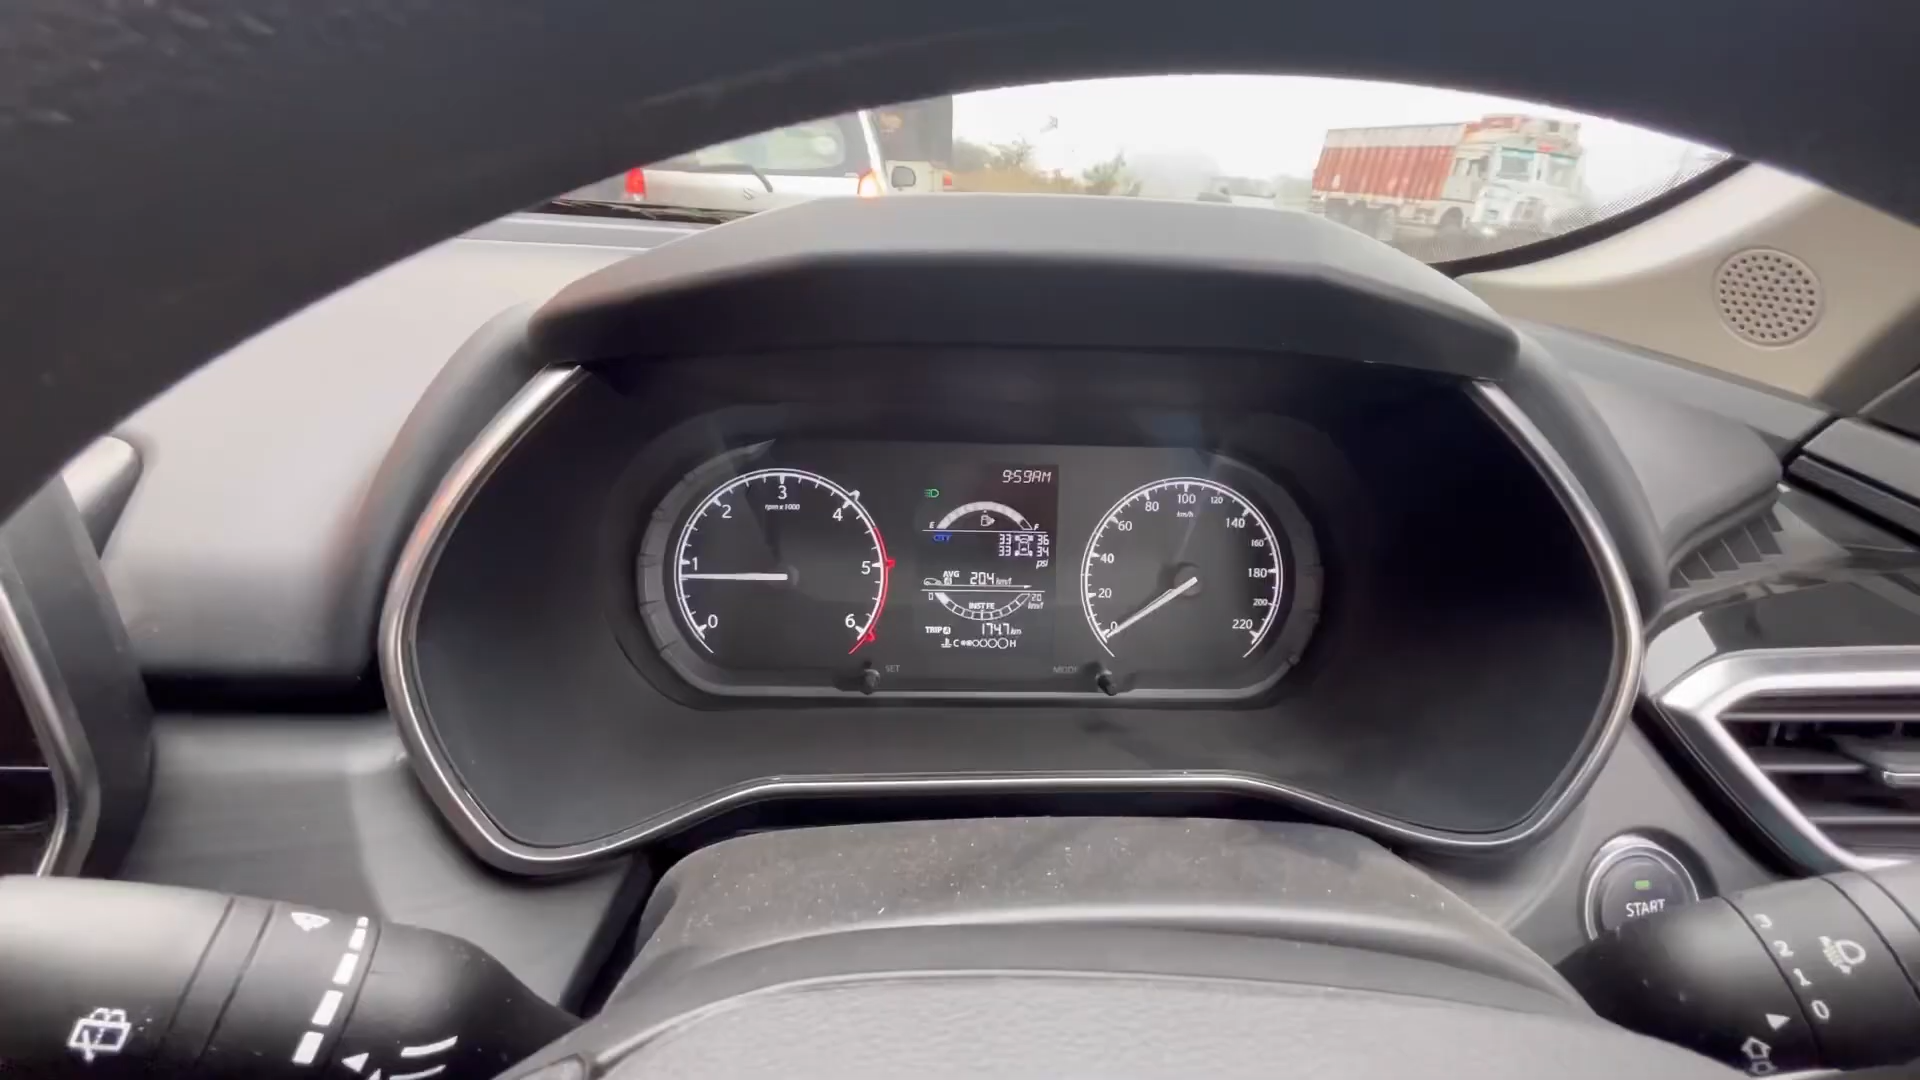 9:59AM
3
2
4
rpm x 1000
1
5
0
6
E F
CITY
33 36
33 34
psi
AVG A 20.4 km/l
0 20
INST FE km/l
TRIP A 174.7 km
C H
SET
MODE
100
80 120
km/h
60 140
160
40
180
20
200
0 220
START
3
2
1
0